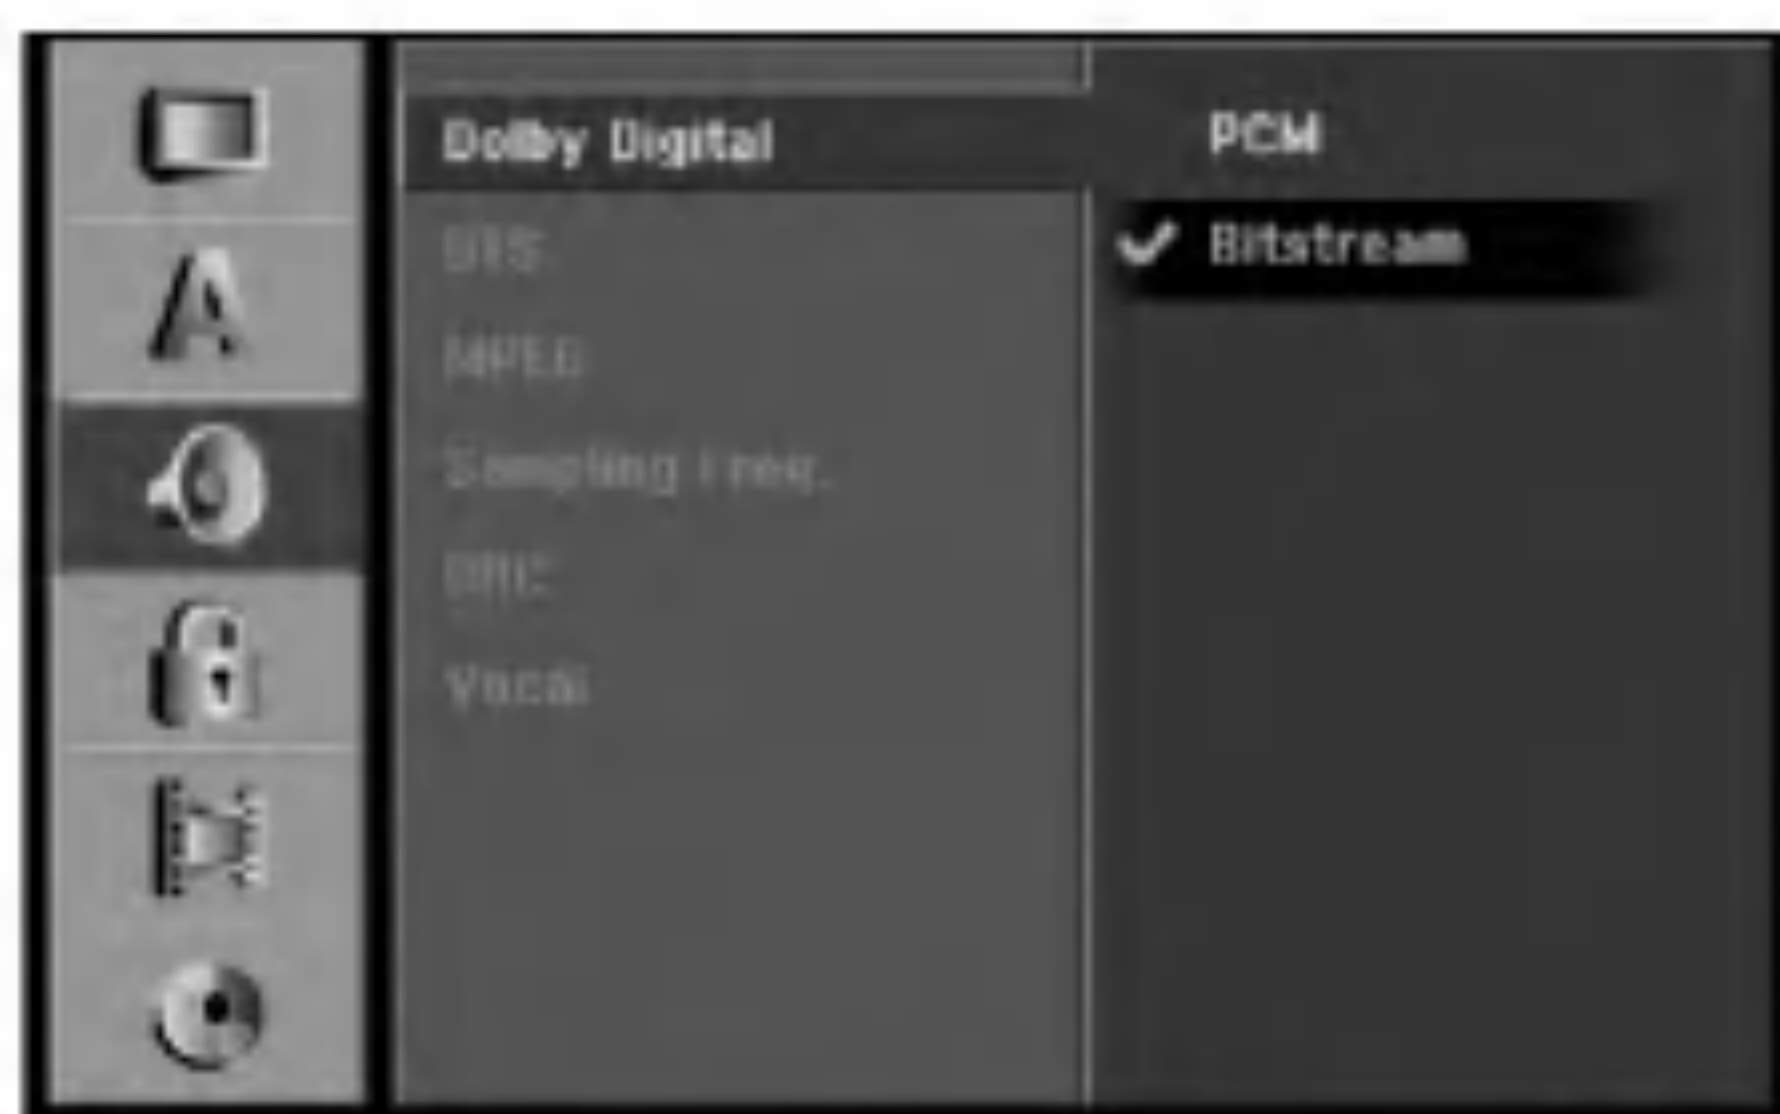 A
Dolby Digital
DTS
MPEG
Sampling Freq.
DRC
Vocal
PCM
Bitstream